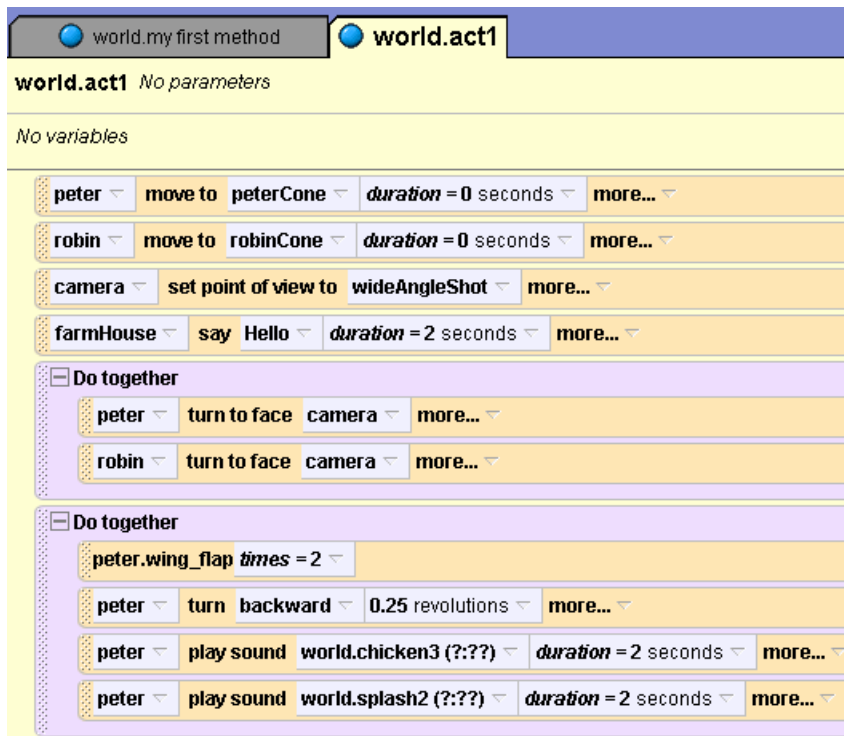 world.my first method world.act1
world.act1 No parameters
No variables
peter move to peterCone duration = 0 seconds more...
robin move to robinCone duration = 0 seconds more...
camera set point of view to wideAngleShot more...
farmHouse say Hello duration = 2 seconds more...
Do together
peter turn to face camera more...
robin turn to face camera more...
Do together
peter.wing_flap times = 2
peter turn backward 0.25 revolutions more...
peter play sound world.chicken3 (?:??) duration = 2 seconds more...
peter play sound world.splash2 (?:??) duration = 2 seconds more...